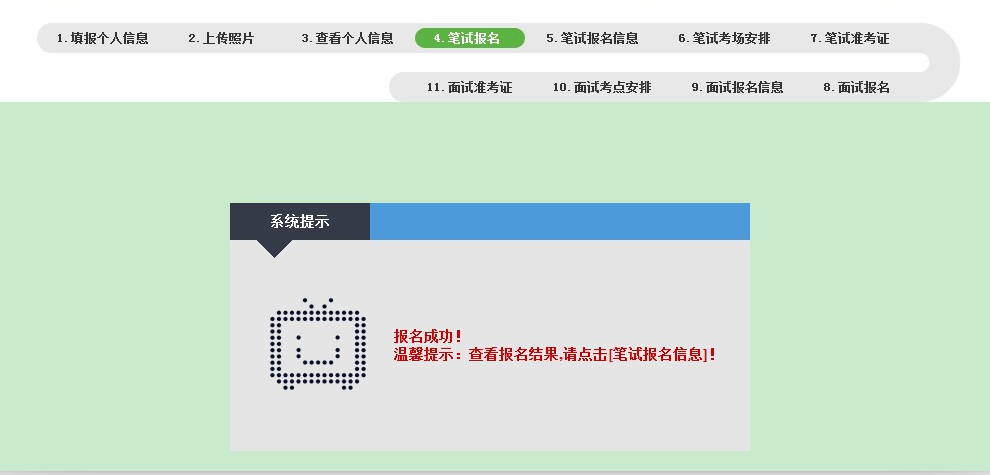 1. 填报个人信息 2. 上传照片 3. 查看个人信息 4. 笔试报名 5. 笔试报名信息 6. 笔试考场安排 7. 笔试准考证
11. 面试准考证 10. 面试考点安排 9. 面试报名信息 8. 面试报名
系统提示
报名成功！
温馨提示：查看报名结果,请点击[笔试报名信息]！